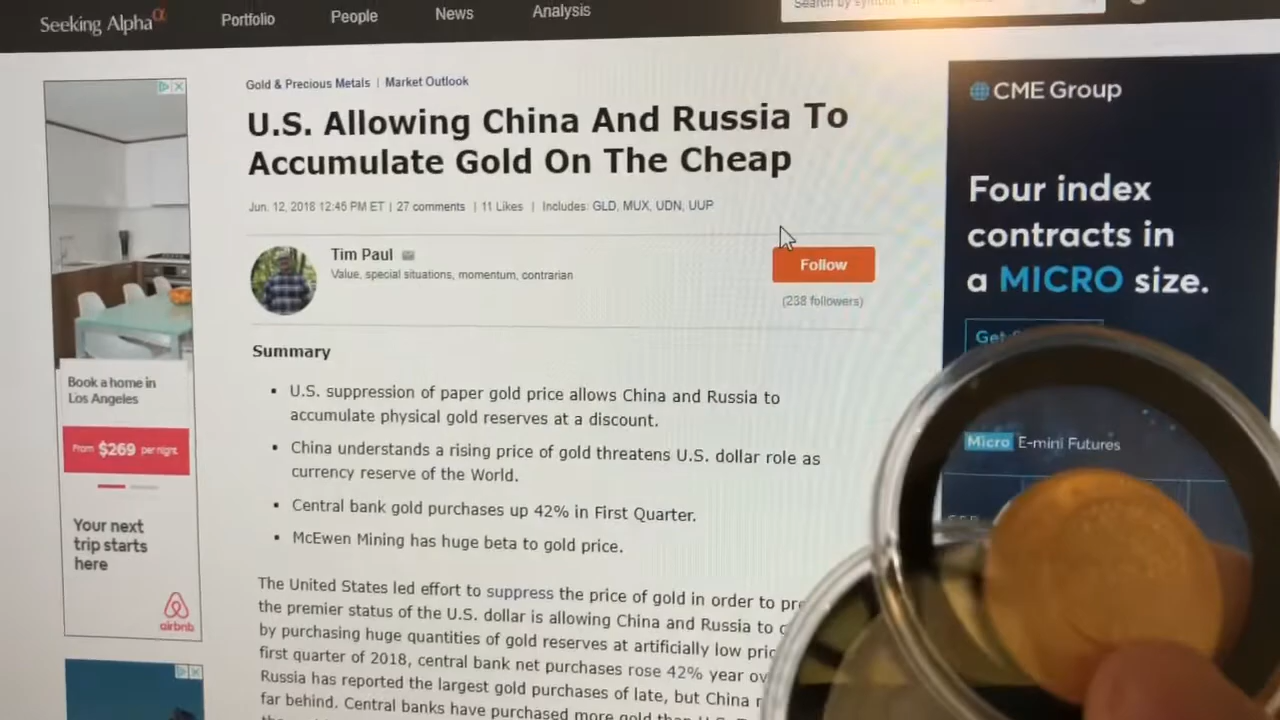 Seeking Alpha α
Portfolio
People
News
Analysis
Search by
Gold & Precious Metals | Market Outlook
U.S. Allowing China And Russia To
Accumulate Gold On The Cheap
Jun. 12, 2018 12:45 PM ET | 27 comments | 11 Likes | Includes: GLD, MUX, UDN, UUP
Tim Paul
Value, special situations, momentum, contrarian
Follow
(238 followers)
Summary
• U.S. suppression of paper gold price allows China and Russia to
accumulate physical gold reserves at a discount.
• China understands a rising price of gold threatens U.S. dollar role as
currency reserve of the World.
• Central bank gold purchases up 42% in First Quarter.
• McEwen Mining has huge beta to gold price.
The United States led effort to suppress the price of gold in order to
the premier status of the U.S. dollar is allowing China and Russia to
by purchasing huge quantities of gold reserves at artificially low
first quarter of 2018, central bank net purchases rose 42% year
Russia has reported the largest gold purchases of late, but China
far behind. Central banks have purchased more gold
Book a home in
Los Angeles
From $269 per night
Your next
trip starts
here
airbnb
CME Group
Four index
contracts in
a MICRO size.
Get
Micro E-mini Futures